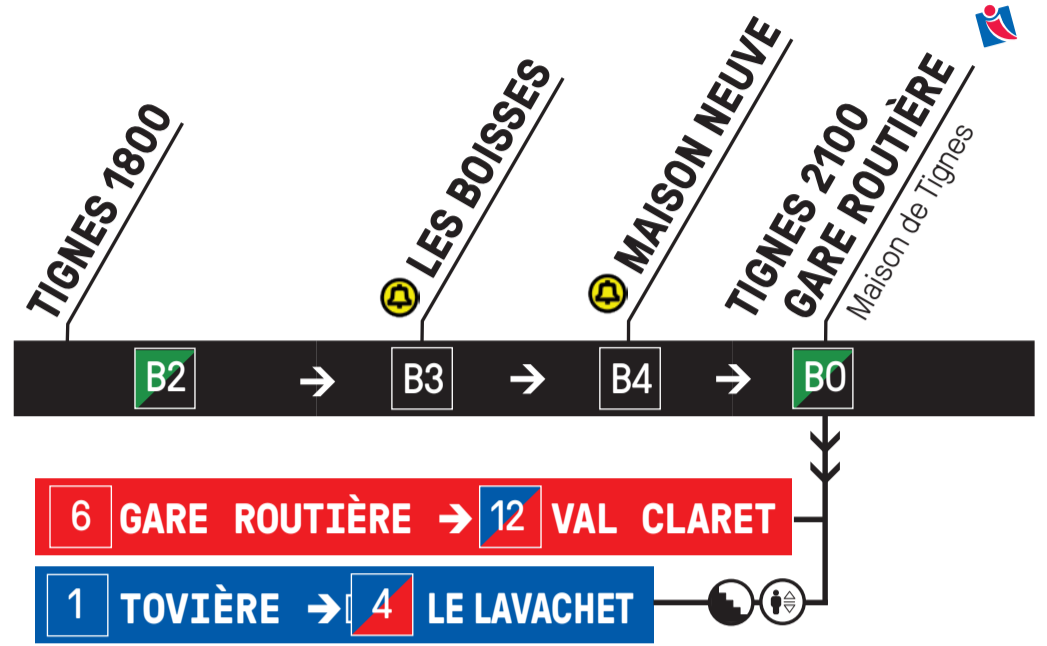 TIGNES 1800
LES BOISSES
MAISON NEUVE
TIGNES 2100
GARE ROUTIÈRE
Maison de Tignes
B2 → B3 → B4 → B0
6 GARE ROUTIÈRE → 12 VAL CLARET
1 TOVIÈRE → 4 LE LAVACHET